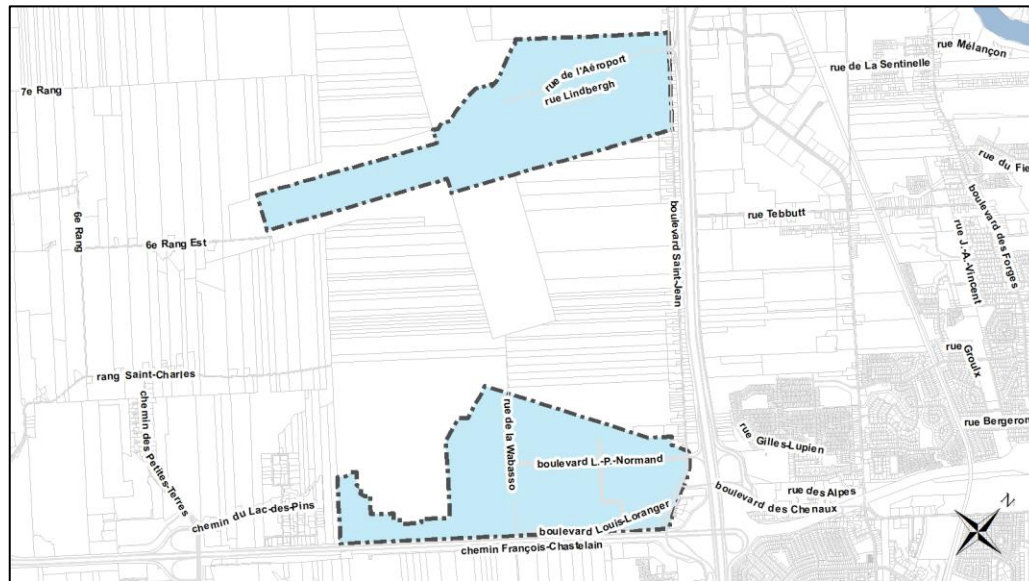 rue Mélançon
rue de La Sentinelle
rue de l'Aéroport
rue Lindbergh
7e Rang
rue du Fie
boulevard des Forges
6e Rang
6e Rang Est
boulevard Saint-Jean
rue Tebbutt
rue J.-A.-Vincent
rue Groulx
rang Saint-Charles
chemin des Petites-Terres
rue de la Wabasso
rue Gilles-Lupien
rue Bergeron
boulevard L.-P.-Normand
rue des Alpes
boulevard des Chenaux
chemin du Lac-des-Pins
boulevard Louis-Loranger
chemin François-Chastelain
N